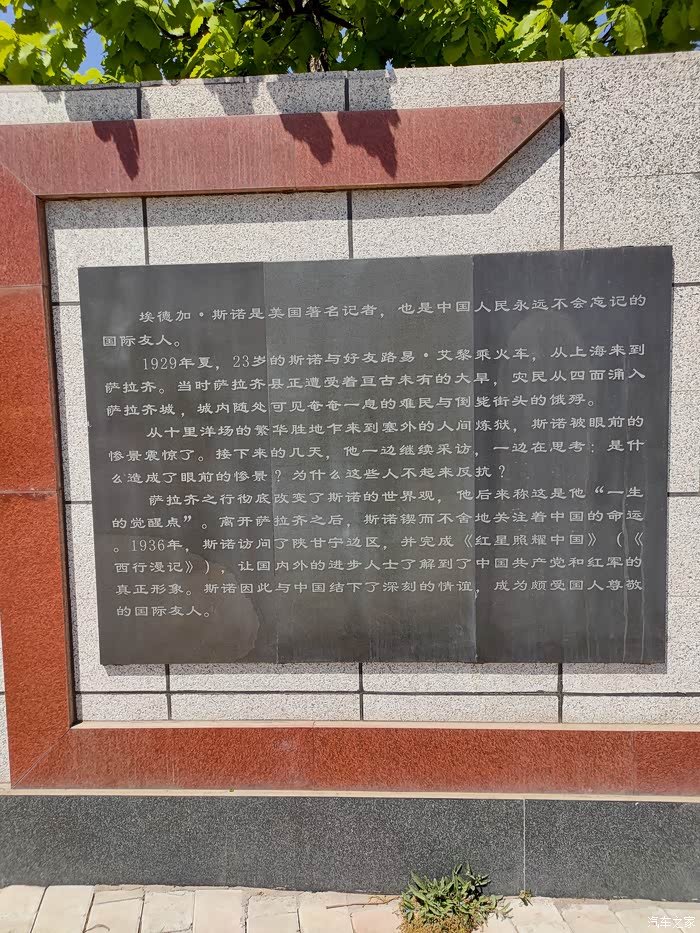 埃德加·斯诺是美国著名记者，也是中国人民永远不会忘记的
国际友人。
1929年夏，23岁的斯诺与好友路易·艾黎乘火车，从上海来到
萨拉齐。当时萨拉齐县正遭受着亘古未有的大旱，灾民从四面涌入
萨拉齐城，城内随处可见奄奄一息的难民与倒毙街头的饿殍。
从十里洋场的繁华胜地乍来到塞外的人间炼狱，斯诺被眼前的
惨景震惊了。接下来的几天，他一边继续采访，一边在思考：是什
么造成了眼前的惨景？为什么这些人不起来反抗？
萨拉齐之行彻底改变了斯诺的世界观，他后来称这是他“一生
的觉醒点”。离开萨拉齐之后，斯诺锲而不舍地关注着中国的命运
。1936年，斯诺访问了陕甘宁边区，并完成《红星照耀中国》（《
西行漫记》），让国内外的进步人士了解到了中国共产党和红军的
真正形象。斯诺因此与中国结下了深刻的情谊，成为颇受国人尊敬
的国际友人。
汽车之家